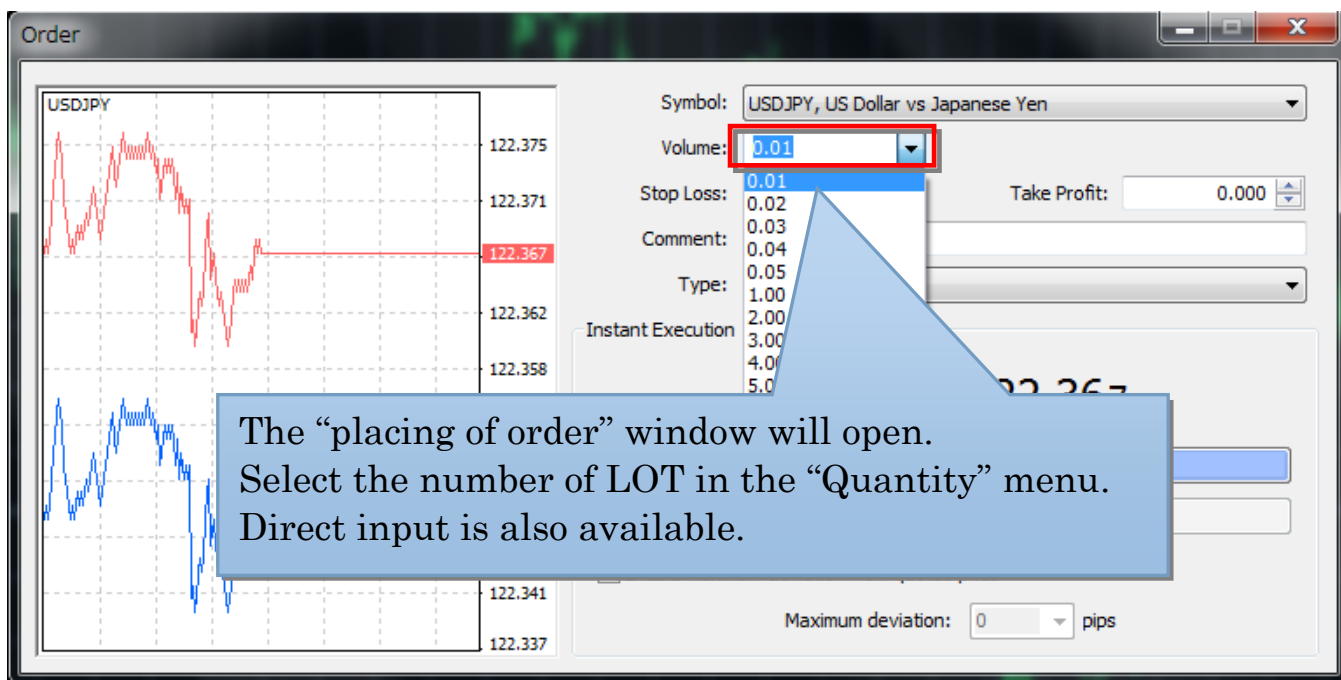 Order
USDJPY
122.375
122.371
122.367
122.362
122.358
122.341
122.337
Symbol: USDJPY, US Dollar vs Japanese Yen
Volume: 0.01
0.01
0.02
0.03
0.04
0.05
1.00
2.00
3.00
Stop Loss:
Take Profit: 0.000
Comment:
Type:
Instant Execution
The “placing of order” window will open.
Select the number of LOT in the “Quantity” menu.
Direct input is also available.
Maximum deviation: 0 pips